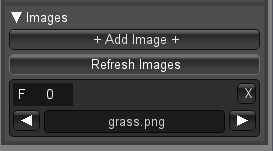 ▼ Images
+ Add Image +
Refresh Images
F 0 X
◀ grass.png ▶